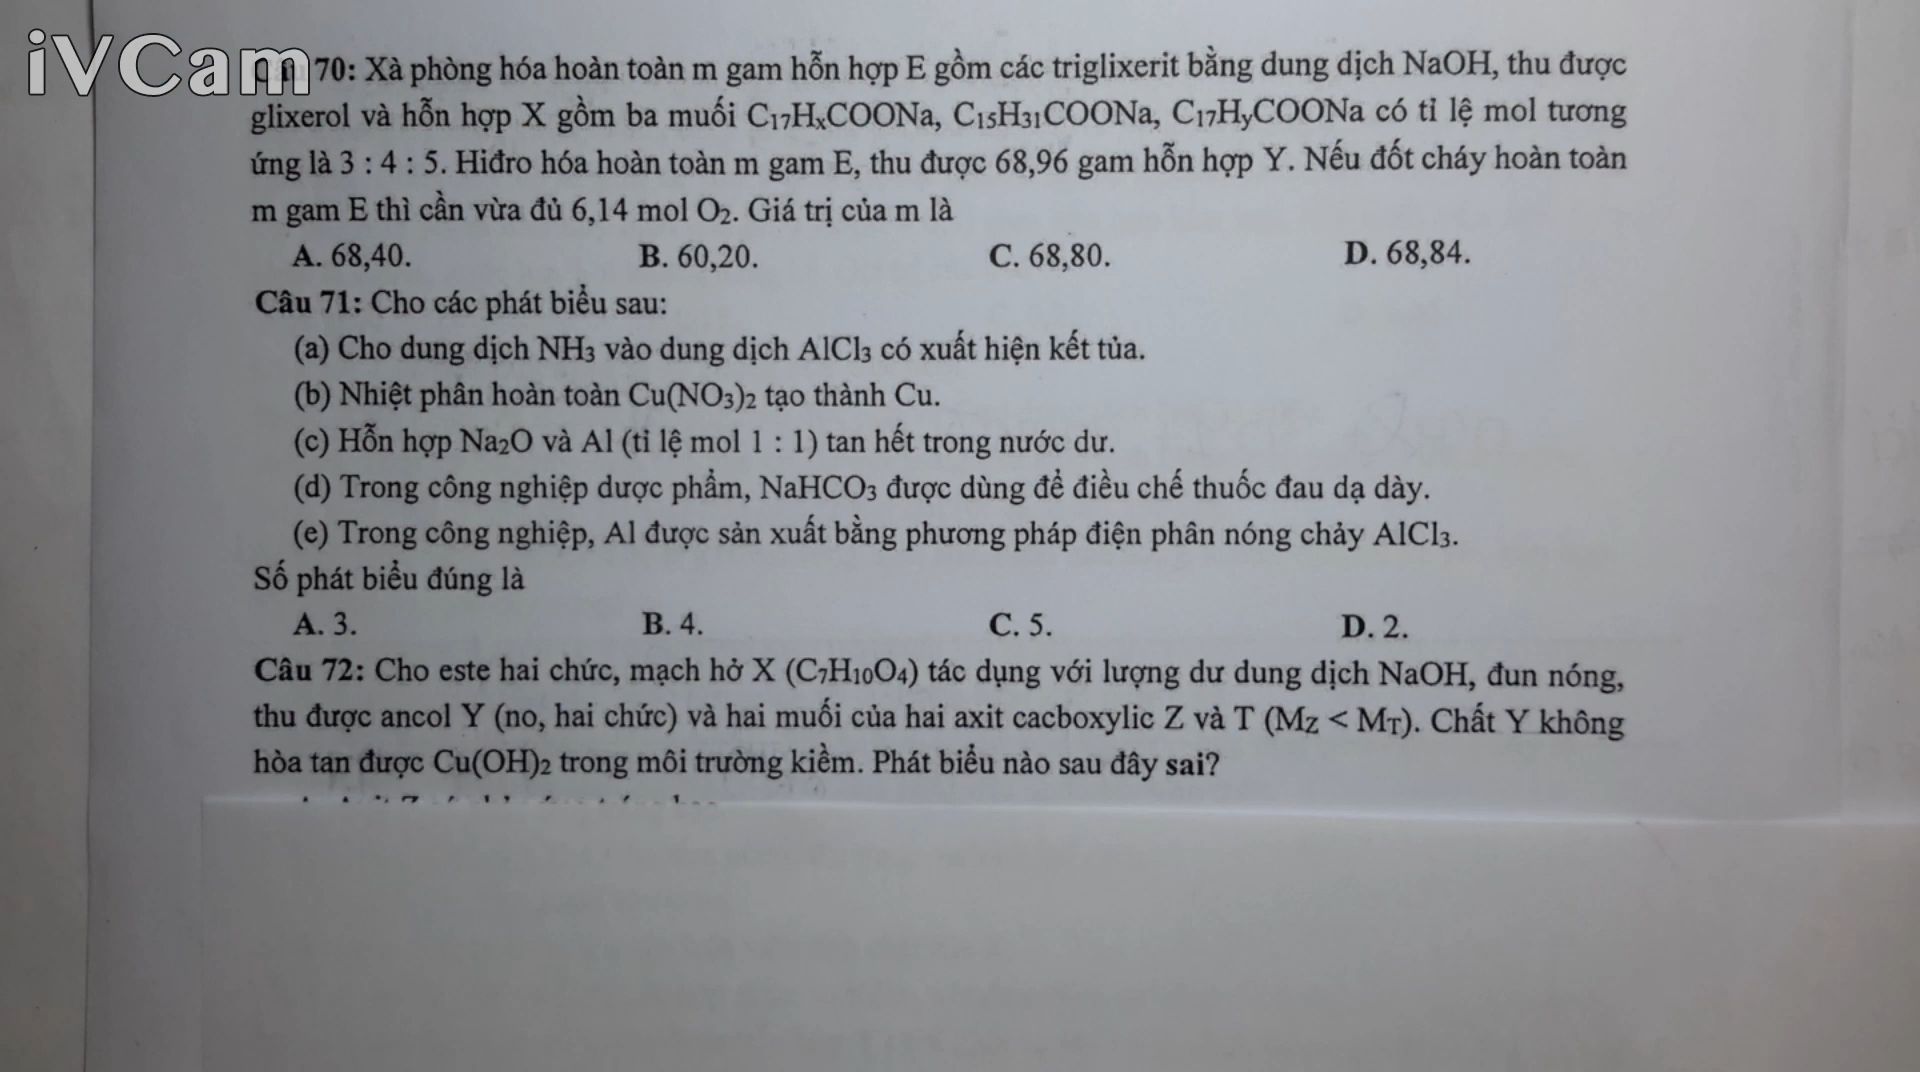 iVCam
70: Xà phòng hóa hoàn toàn m gam hỗn hợp E gồm các triglixerit bằng dung dịch NaOH, thu được
glixerol và hỗn hợp X gồm ba muối C₁₇HₓCOONa, C₁₅H₃₁COONa, C₁₇HᵧCOONa có tỉ lệ mol tương
ứng là 3 : 4 : 5. Hiđro hóa hoàn toàn m gam E, thu được 68,96 gam hỗn hợp Y. Nếu đốt cháy hoàn toàn
m gam E thì cần vừa đủ 6,14 mol O₂. Giá trị của m là
A. 68,40. B. 60,20. C. 68,80. D. 68,84.
Câu 71: Cho các phát biểu sau:
(a) Cho dung dịch NH₃ vào dung dịch AlCl₃ có xuất hiện kết tủa.
(b) Nhiệt phân hoàn toàn Cu(NO₃)₂ tạo thành Cu.
(c) Hỗn hợp Na₂O và Al (tỉ lệ mol 1 : 1) tan hết trong nước dư.
(d) Trong công nghiệp dược phẩm, NaHCO₃ được dùng để điều chế thuốc đau dạ dày.
(e) Trong công nghiệp, Al được sản xuất bằng phương pháp điện phân nóng chảy AlCl₃.
Số phát biểu đúng là
A. 3. B. 4. C. 5. D. 2.
Câu 72: Cho este hai chức, mạch hở X (C₇H₁₀O₄) tác dụng với lượng dư dung dịch NaOH, đun nóng,
thu được ancol Y (no, hai chức) và hai muối của hai axit cacboxylic Z và T (M_Z < M_T). Chất Y không
hòa tan được Cu(OH)₂ trong môi trường kiềm. Phát biểu nào sau đây sai?